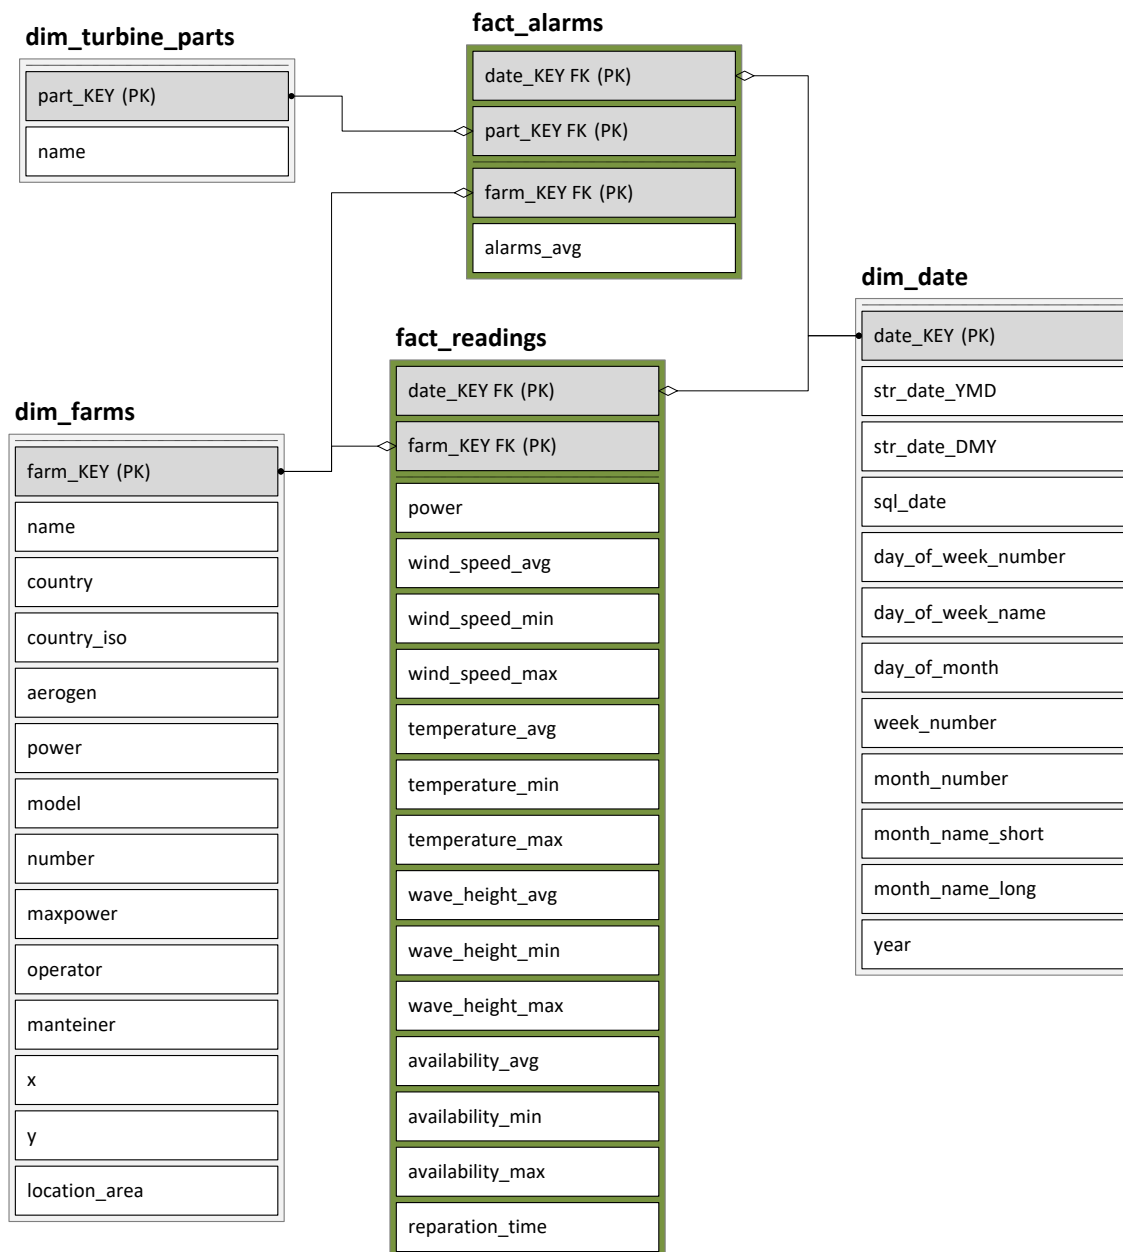 dim_turbine_parts
part_KEY (PK)
name
fact_alarms
date_KEY FK (PK)
part_KEY FK (PK)
farm_KEY FK (PK)
alarms_avg
dim_farms
farm_KEY (PK)
name
country
country_iso
aerogen
power
model
number
maxpower
operator
manteiner
x
y
location_area
fact_readings
date_KEY FK (PK)
farm_KEY FK (PK)
power
wind_speed_avg
wind_speed_min
wind_speed_max
temperature_avg
temperature_min
temperature_max
wave_height_avg
wave_height_min
wave_height_max
availability_avg
availability_min
availability_max
reparation_time
dim_date
date_KEY (PK)
str_date_YMD
str_date_DMY
sql_date
day_of_week_number
day_of_week_name
day_of_month
week_number
month_number
month_name_short
month_name_long
year